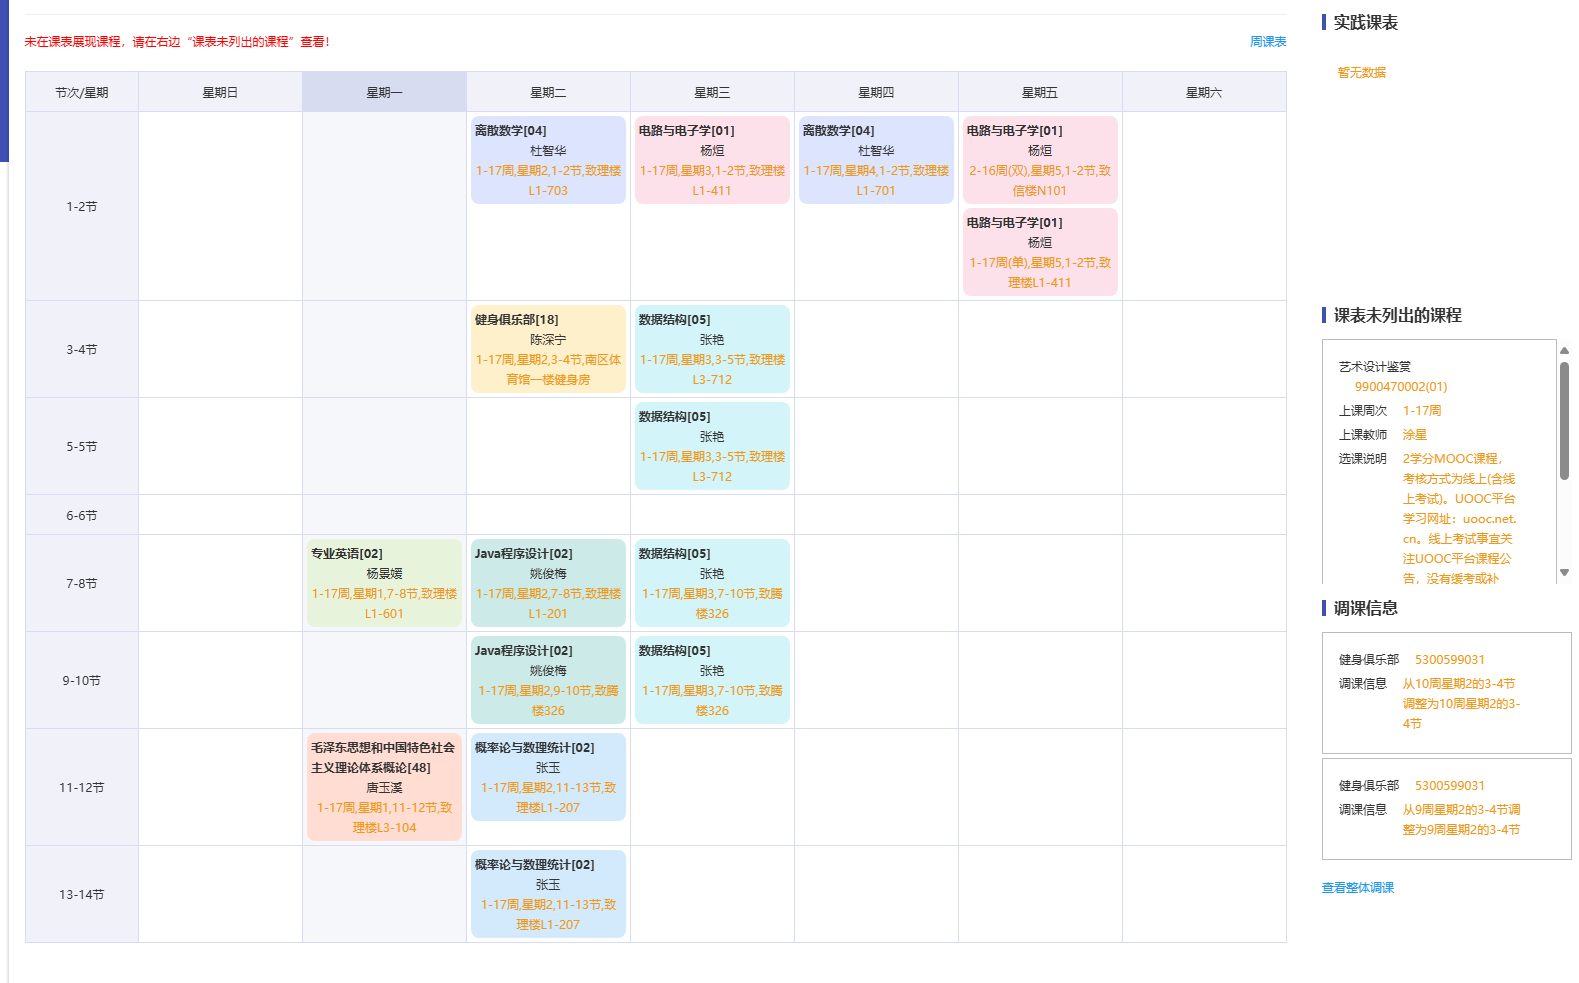 未在课表展现课程，请在右边“课表未列出的课程”查看！
周课表
节次/星期 星期日 星期一 星期二 星期三 星期四 星期五 星期六
1-2节
离散数学[04]
杜智华
1-17周,星期2,1-2节,致理楼
L1-703
电路与电子学[01]
杨烜
1-17周,星期3,1-2节,致理楼
L1-411
离散数学[04]
杜智华
1-17周,星期4,1-2节,致理楼
L1-701
电路与电子学[01]
杨烜
2-16周(双),星期5,1-2节,致
信楼N101
电路与电子学[01]
杨烜
1-17周(单),星期5,1-2节,致
理楼L1-411
3-4节
健身俱乐部[18]
陈深宁
1-17周,星期2,3-4节,南区体
育馆一楼健身房
数据结构[05]
张艳
1-17周,星期3,3-5节,致理楼
L3-712
5-5节
数据结构[05]
张艳
1-17周,星期3,3-5节,致理楼
L3-712
6-6节
7-8节
专业英语[02]
杨景媛
1-17周,星期1,7-8节,致理楼
L1-601
Java程序设计[02]
姚俊梅
1-17周,星期2,7-8节,致理楼
L1-201
数据结构[05]
张艳
1-17周,星期3,7-10节,致腾
楼326
9-10节
Java程序设计[02]
姚俊梅
1-17周,星期2,9-10节,致腾
楼326
数据结构[05]
张艳
1-17周,星期3,7-10节,致腾
楼326
11-12节
毛泽东思想和中国特色社会
主义理论体系概论[48]
唐玉溪
1-17周,星期1,11-12节,致
理楼L3-104
概率论与数理统计[02]
张玉
1-17周,星期2,11-13节,致
理楼L1-207
13-14节
概率论与数理统计[02]
张玉
1-17周,星期2,11-13节,致
理楼L1-207
实践课表
暂无数据
课表未列出的课程
艺术设计鉴赏
9900470002(01)
上课周次 1-17周
上课教师 涂星
选课说明 2学分MOOC课程，
考核方式为线上(含线
上考试)。UOOC平台
学习网址：uooc.net.
cn。线上考试事宜关
注UOOC平台课程公
告，没有缓考或补
调课信息
健身俱乐部 5300599031
调课信息 从10周星期2的3-4节
调整为10周星期2的3-
4节
健身俱乐部 5300599031
调课信息 从9周星期2的3-4节调
整为9周星期2的3-4节
查看整体调课